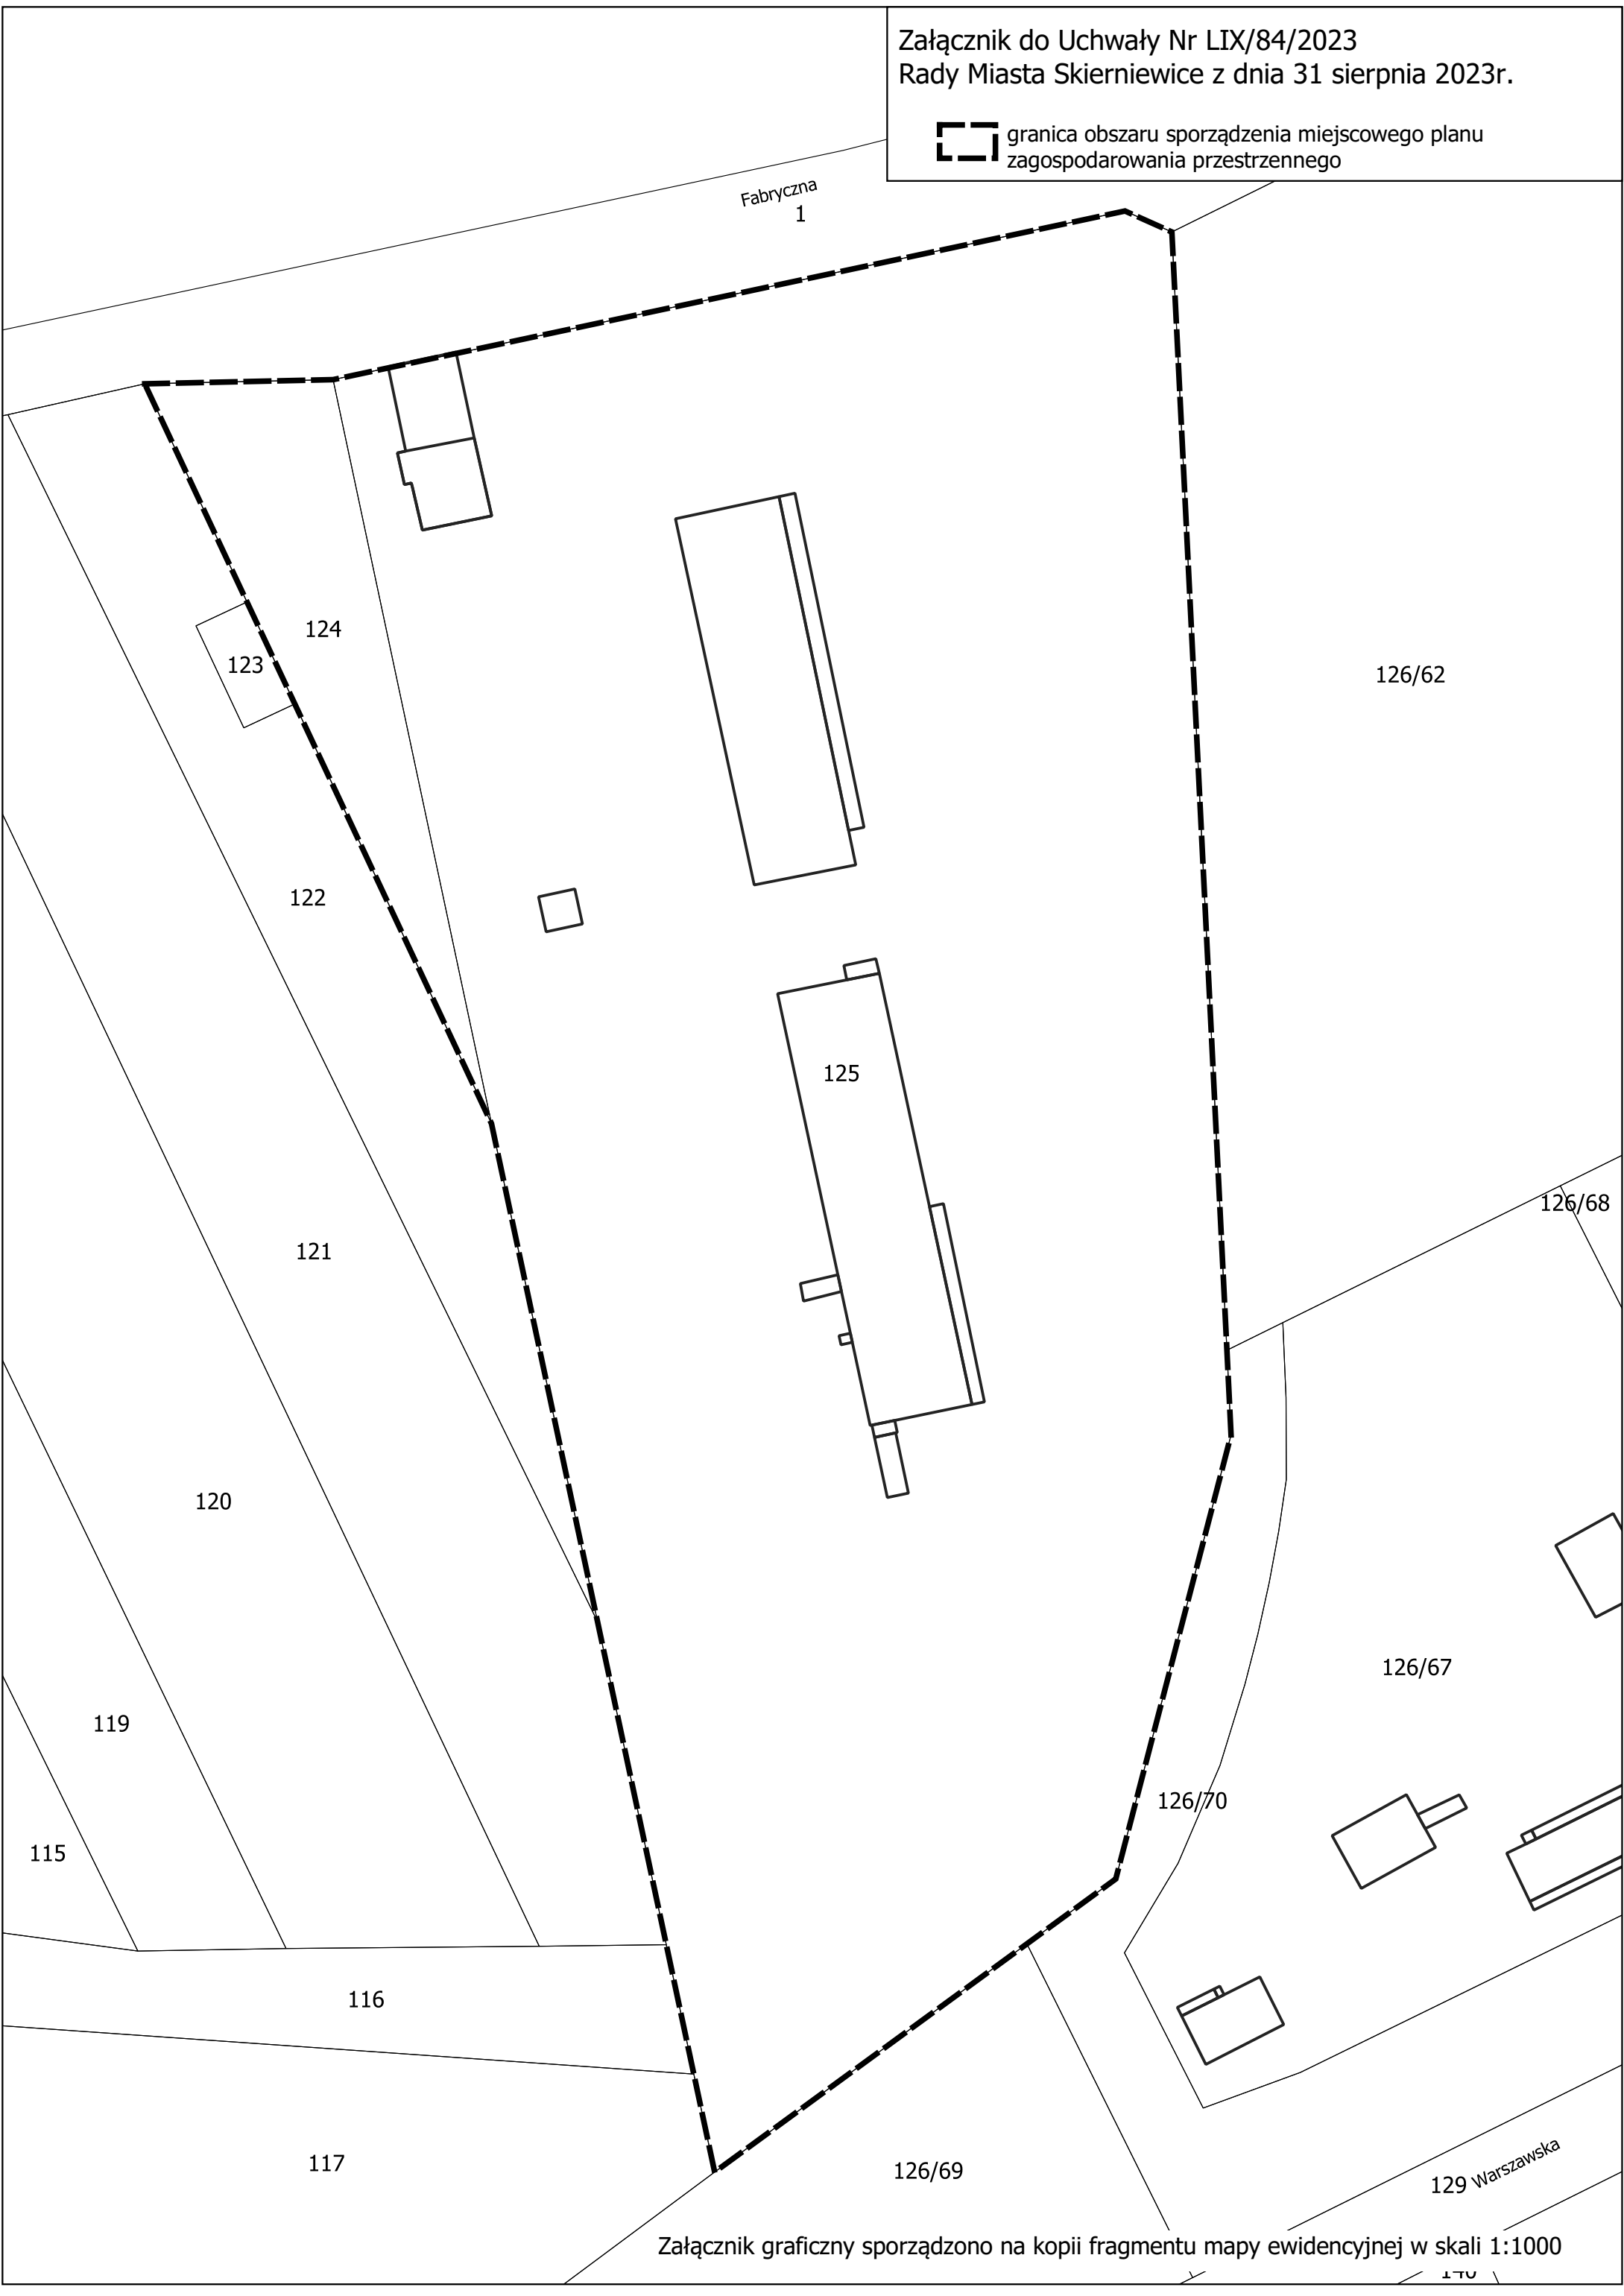 Załącznik do Uchwały Nr LIX/84/2023
Rady Miasta Skierniewice z dnia 31 sierpnia 2023r.
granica obszaru sporządzenia miejscowego planu
zagospodarowania przestrzennego
Fabryczna
1
124
123
126/62
122
125
126/68
121
120
126/67
119
126/70
115
116
117
126/69
129 Warszawska
Załącznik graficzny sporządzono na kopii fragmentu mapy ewidencyjnej w skali 1:1000